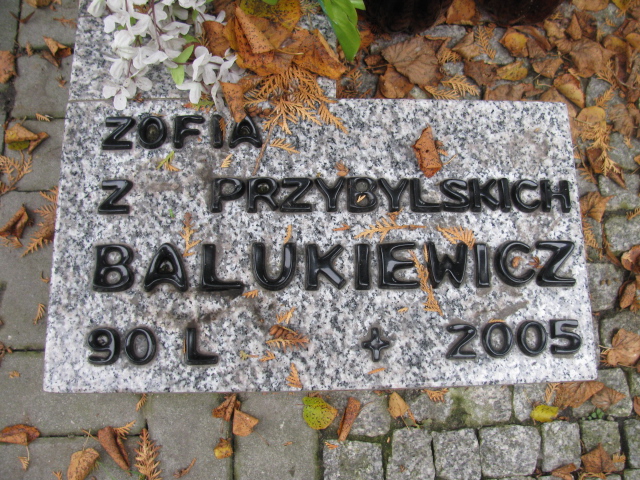 ZOFIA
Z PRZYBYLSKICH
BALUKIEWICZ
90 L + 2005